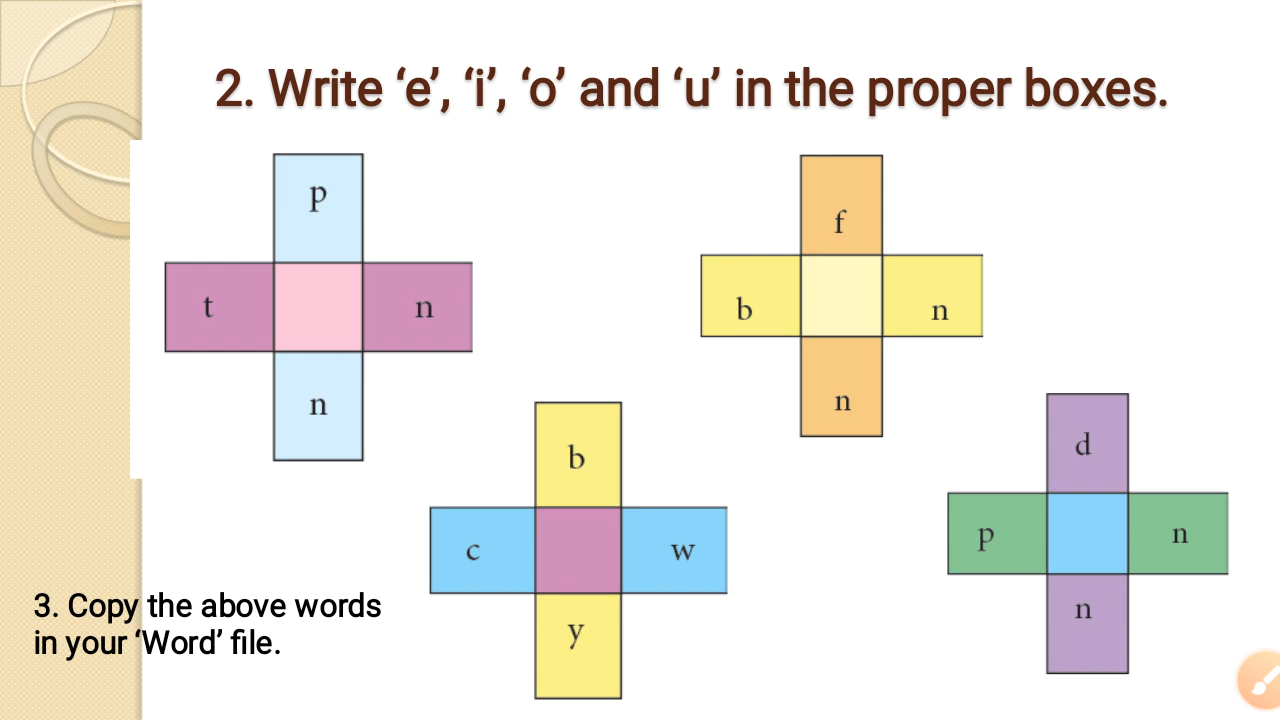 2. Write ‘e’, ‘i’, ‘o’ and ‘u’ in the proper boxes.
p
t n
n
f
b n
n
b
c w
y
d
p n
n
3. Copy the above words
in your ‘Word’ file.